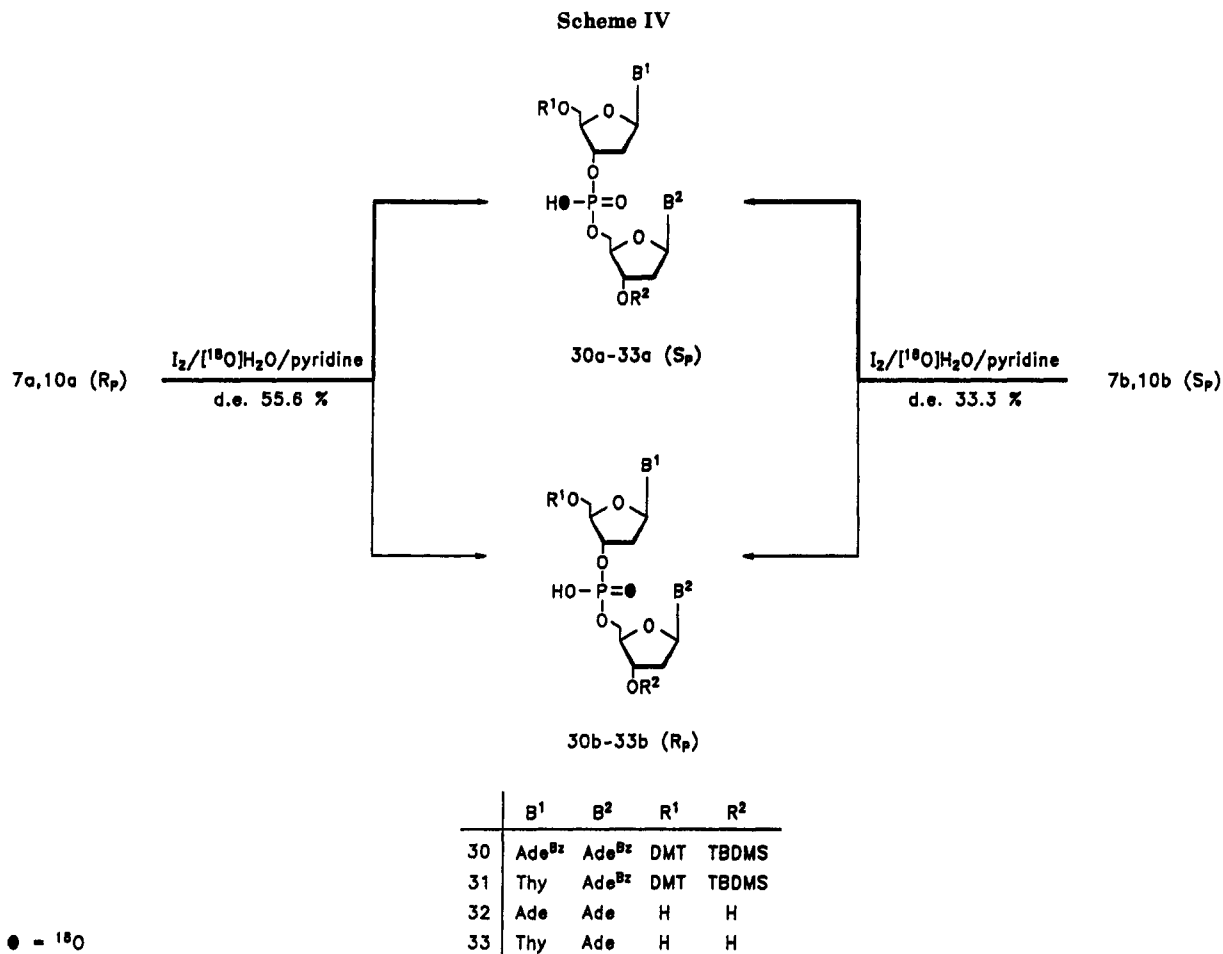 Scheme IV
B¹
R¹O
O
O
H●-P=O
B²
O
O
OR²
30a-33a (Sp)
7a,10a (Rp)
I₂/[¹⁸O]H₂O/pyridine
d.e. 55.6 %
I₂/[¹⁸O]H₂O/pyridine
d.e. 33.3 %
7b,10b (Sp)
B¹
R¹O
O
O
HO-P=●
B²
O
O
OR²
30b-33b (Rp)
B¹ B² R¹ R²
30 Ade^Bz Ade^Bz DMT TBDMS
31 Thy Ade^Bz DMT TBDMS
32 Ade Ade H H
33 Thy Ade H H
● = ¹⁸O